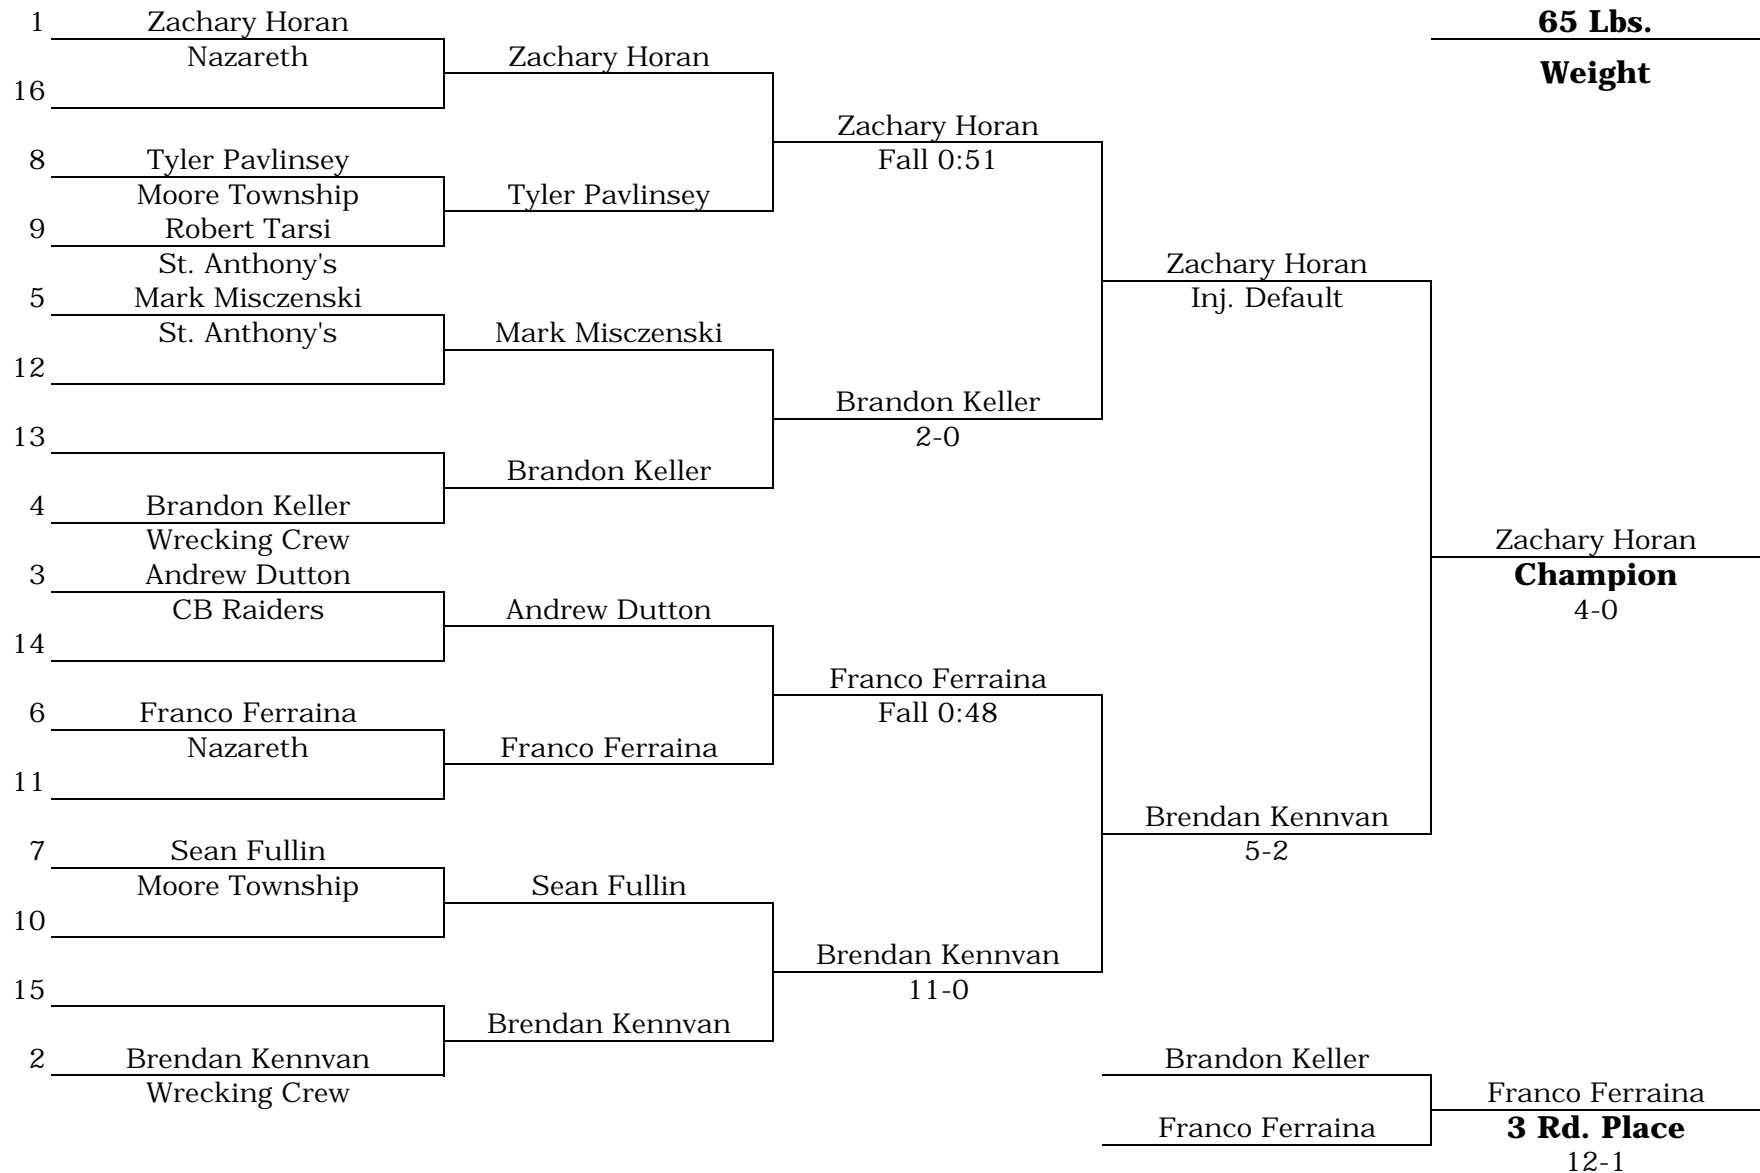 1 Zachary Horan
Nazareth
16
8 Tyler Pavlinsey
Moore Township
9 Robert Tarsi
St. Anthony's
5 Mark Misczenski
St. Anthony's
12
13
4 Brandon Keller
Wrecking Crew
3 Andrew Dutton
CB Raiders
14
6 Franco Ferraina
Nazareth
11
7 Sean Fullin
Moore Township
10
15
2 Brendan Kennvan
Wrecking Crew
Zachary Horan
Tyler Pavlinsey
Mark Misczenski
Brandon Keller
Andrew Dutton
Franco Ferraina
Sean Fullin
Brendan Kennvan
Zachary Horan
Fall 0:51
Brandon Keller
2-0
Franco Ferraina
Fall 0:48
Brendan Kennvan
11-0
Zachary Horan
Inj. Default
Brendan Kennvan
5-2
Brandon Keller
Franco Ferraina
65 Lbs.
Weight
Zachary Horan
Champion
4-0
Franco Ferraina
3 Rd. Place
12-1